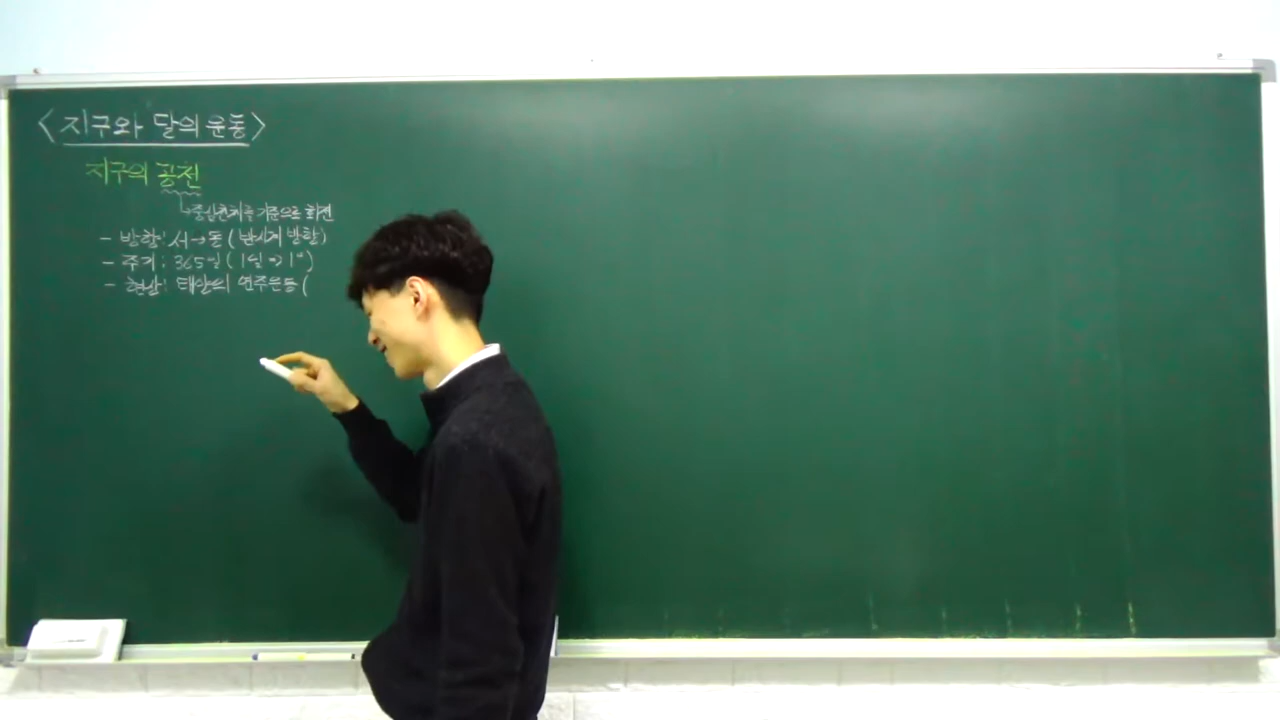 <지구와 달의 운동>
지구의 공전
↳중심천체를 기준으로 회전
- 방향: 서→동 (반시계 방향)
- 주기: 365일 (1일 => 1°)
- 현상: 태양의 연주운동 (